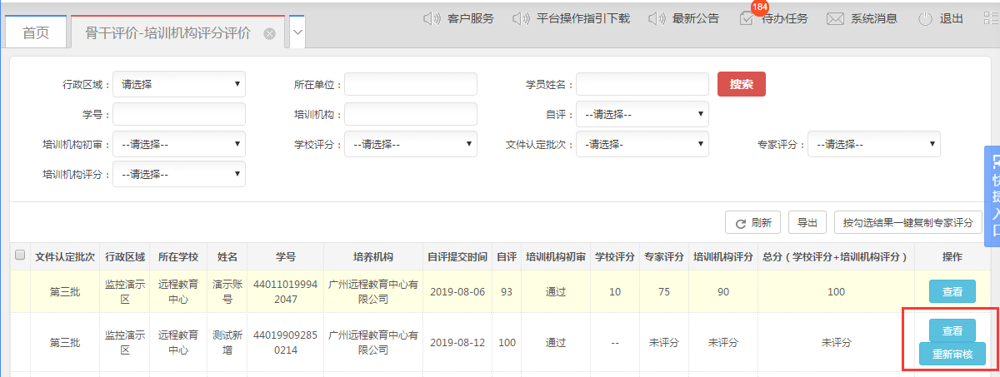 184
客户服务 平台操作指引下载 最新公告 待办任务 系统消息 退出
首页 骨干评价-培训机构评分评价
行政区域： 请选择 所在单位： 学员姓名： 搜索
学号： 培训机构： 自评： --请选择--
培训机构初审： --请选择-- 学校评分： --请选择-- 文件认定批次： -请选择- 专家评分： --请选择--
培训机构评分： --请选择--
快捷入口
刷新 导出 按勾选结果一键复制专家评分
文件认定批次 行政区域 所在学校 姓名 学号 培养机构 自评提交时间 自评 培训机构初审 学校评分 专家评分 培训机构评分 总分（学校评分+培训机构评分） 操作
监控演示 远程教育 演示账 44011019994 广州远程教育中心有
第三批 2019-08-06 93 通过 10 75 90 100 查看
区 中心 号 2047 限公司
查看
监控演示 远程教育 测试新 44019909285 广州远程教育中心有
第三批 2019-08-12 100 通过 -- 未评分 未评分 未评分
区 中心 增 0214 限公司
重新审核